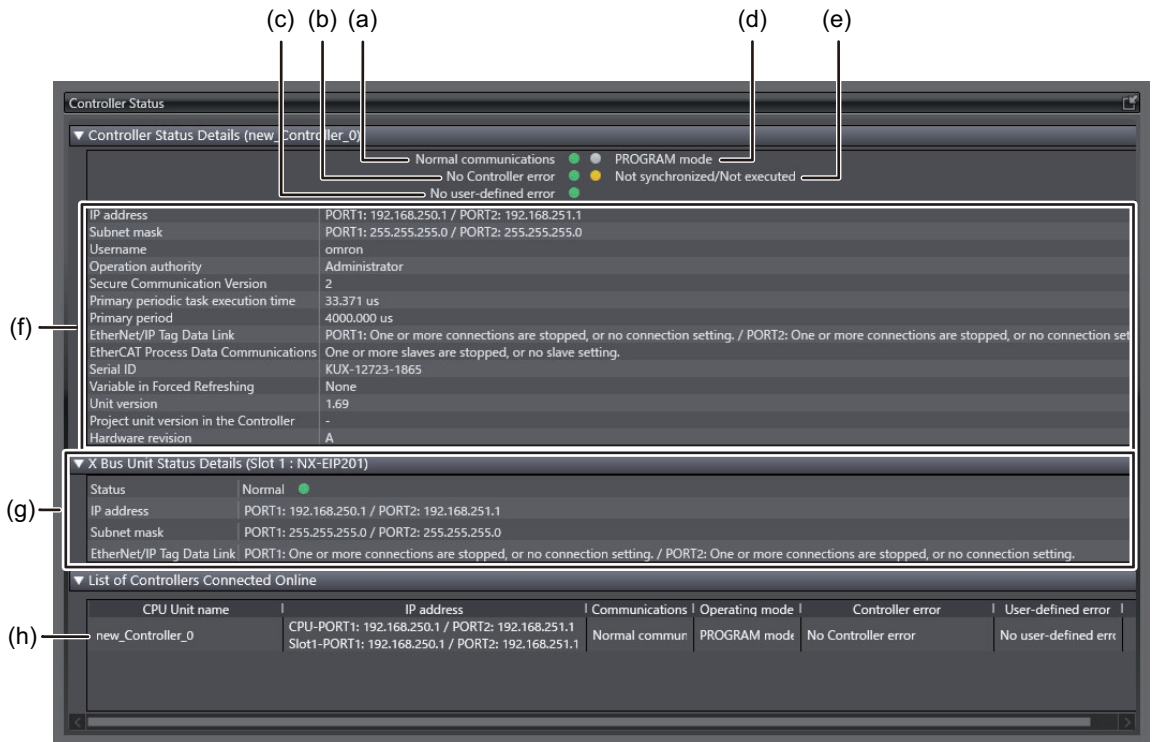 (c) (b) (a) (d) (e)
Controller Status
▼ Controller Status Details (new_Controller_0)
Normal communications PROGRAM mode
No Controller error Not synchronized/Not executed
No user-defined error
(f)
IP address PORT1: 192.168.250.1 / PORT2: 192.168.251.1
Subnet mask PORT1: 255.255.255.0 / PORT2: 255.255.255.0
Username omron
Operation authority Administrator
Secure Communication Version 2
Primary periodic task execution time 33.371 us
Primary period 4000.000 us
EtherNet/IP Tag Data Link PORT1: One or more connections are stopped, or no connection setting. / PORT2: One or more connections are stopped, or no connection set
EtherCAT Process Data Communications One or more slaves are stopped, or no slave setting.
Serial ID KUX-12723-1865
Variable in Forced Refreshing None
Unit version 1.69
Project unit version in the Controller -
Hardware revision A
(g)
▼ X Bus Unit Status Details (Slot 1 : NX-EIP201)
Status Normal
IP address PORT1: 192.168.250.1 / PORT2: 192.168.251.1
Subnet mask PORT1: 255.255.255.0 / PORT2: 255.255.255.0
EtherNet/IP Tag Data Link PORT1: One or more connections are stopped, or no connection setting. / PORT2: One or more connections are stopped, or no connection setting.
▼ List of Controllers Connected Online
CPU Unit name IP address Communications Operating mode Controller error User-defined error
(h)
new_Controller_0 CPU-PORT1: 192.168.250.1 / PORT2: 192.168.251.1 Normal commun PROGRAM mode No Controller error No user-defined erro
Slot1-PORT1: 192.168.250.1 / PORT2: 192.168.251.1